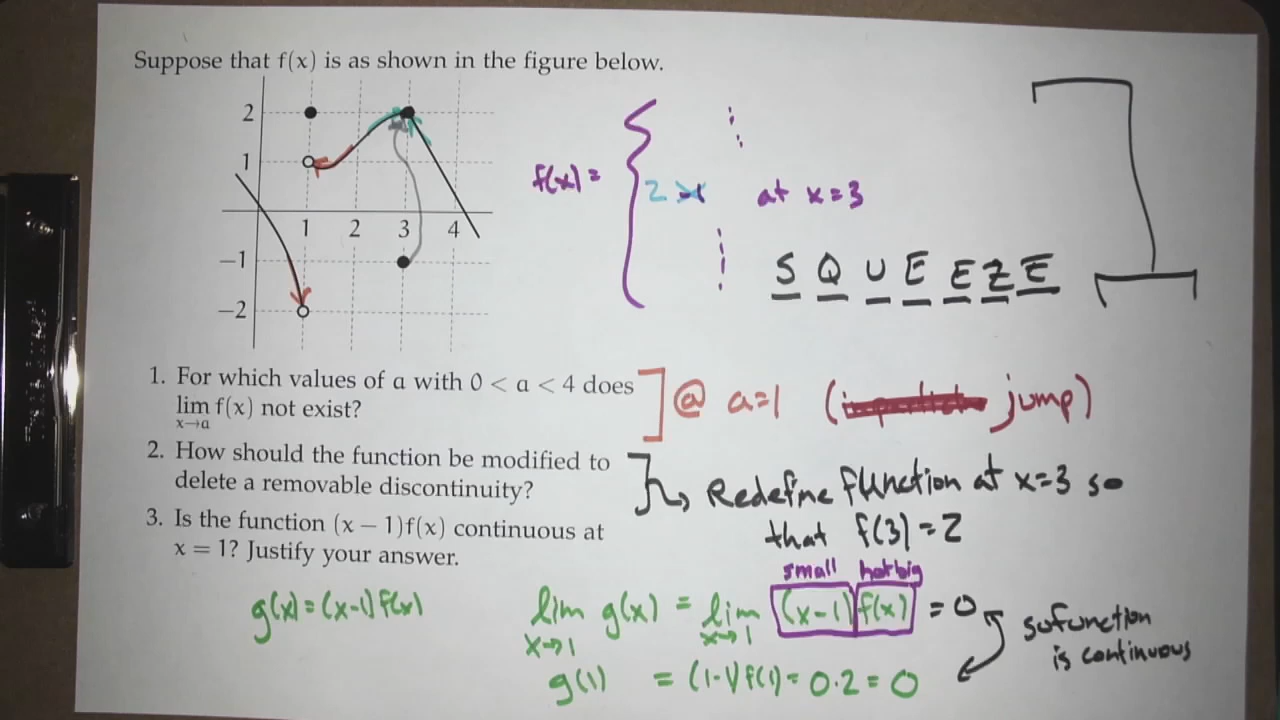 Suppose that f(x) is as shown in the figure below.
2
1
1 2 3 4
−1
−2
f(x) = { 2 at x=3
S Q U E E Z E
1. For which values of a with 0 < a < 4 does
lim f(x) not exist?
x→a
@ a=1 ( jump)
2. How should the function be modified to
delete a removable discontinuity?
Redefine function at x=3 so
that f(3)=2
3. Is the function (x − 1)f(x) continuous at
x = 1? Justify your answer.
small not big
g(x)=(x-1)f(x)
lim g(x) = lim (x-1) f(x) = 0
x→1 x→1
g(1) = (1-1)f(1)= 0·2 = 0
so function
is continuous